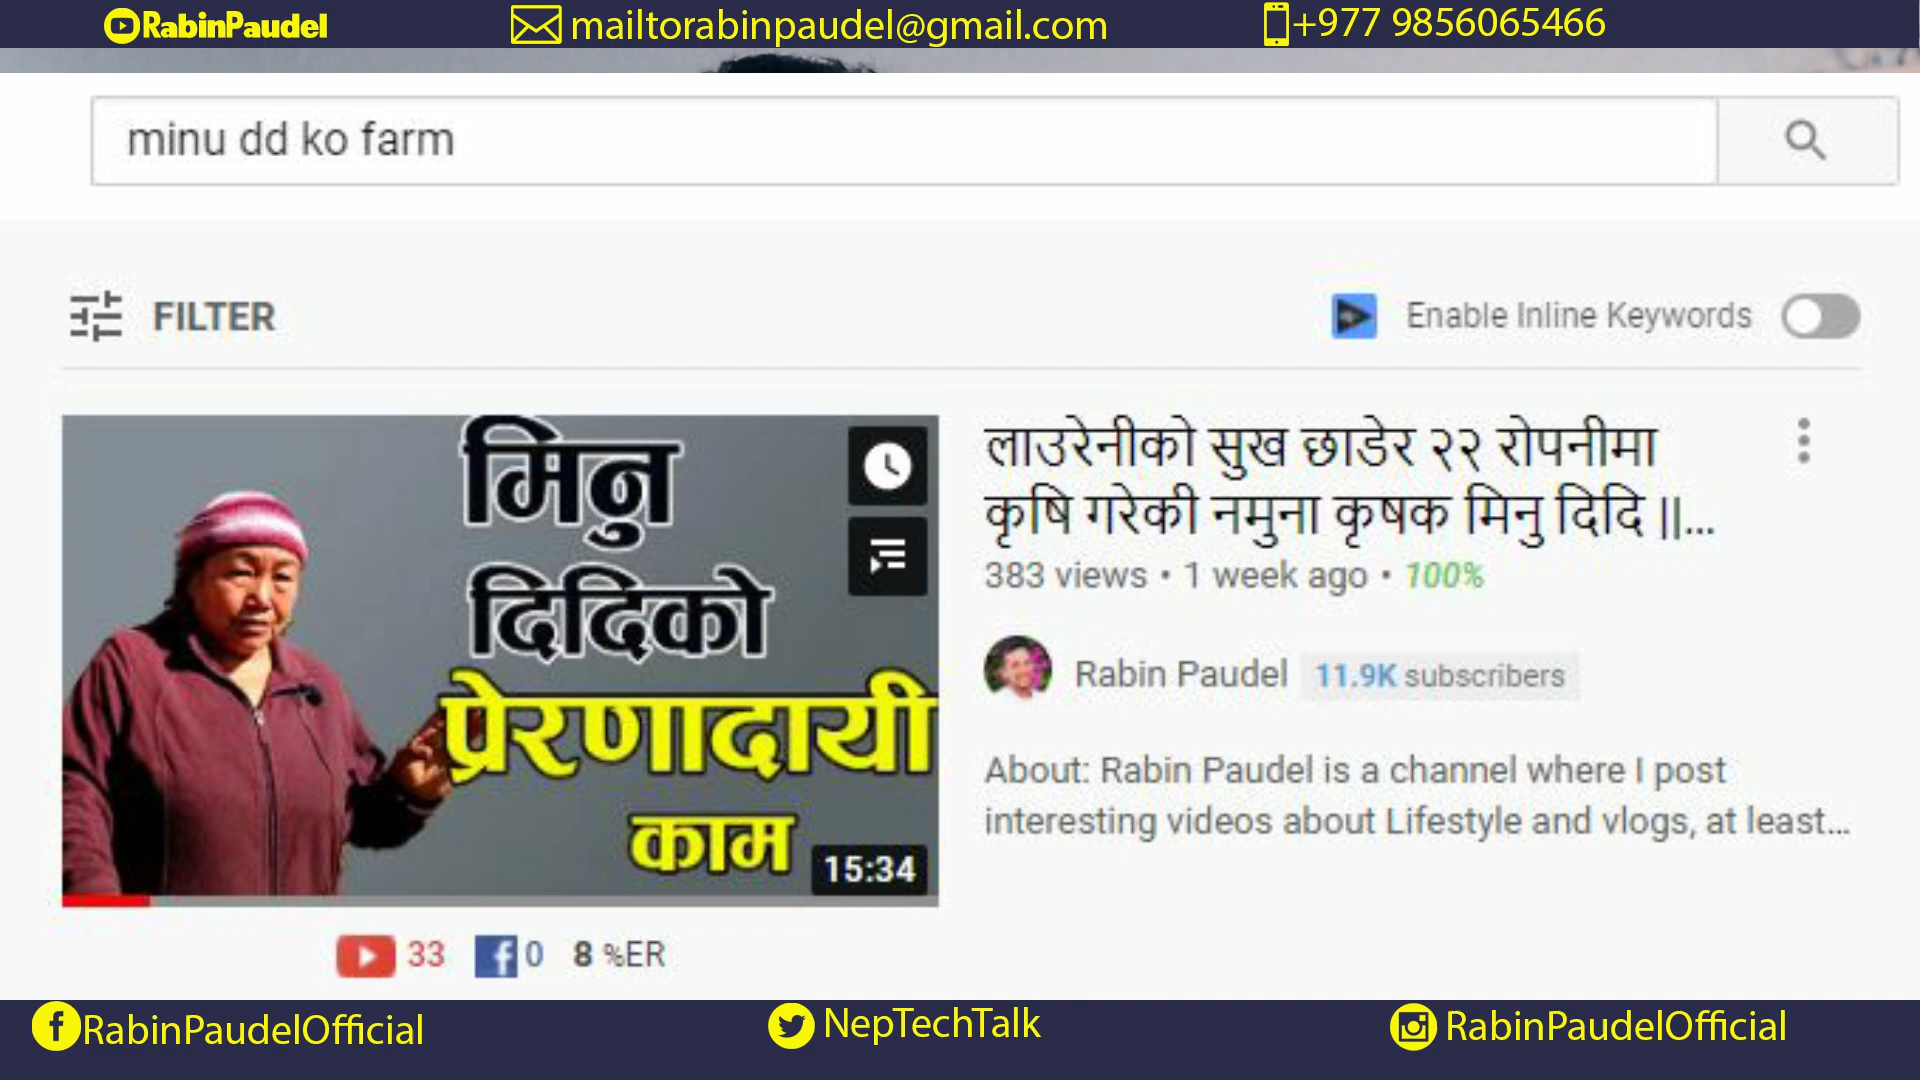 RabinPaudel
mailtorabinpaudel@gmail.com
+977 9856065466
minu dd ko farm
FILTER
Enable Inline Keywords
मिनु
दिदिको
प्रेरणादायी
काम
15:34
लाउरेनीको सुख छाडेर २२ रोपनीमा
कृषि गरेकी नमुना कृषक मिनु दिदि ||...
383 views • 1 week ago • 100%
Rabin Paudel 11.9K subscribers
About: Rabin Paudel is a channel where I post
interesting videos about Lifestyle and vlogs, at least...
33 0 8 %ER
RabinPaudelOfficial
NepTechTalk
RabinPaudelOfficial